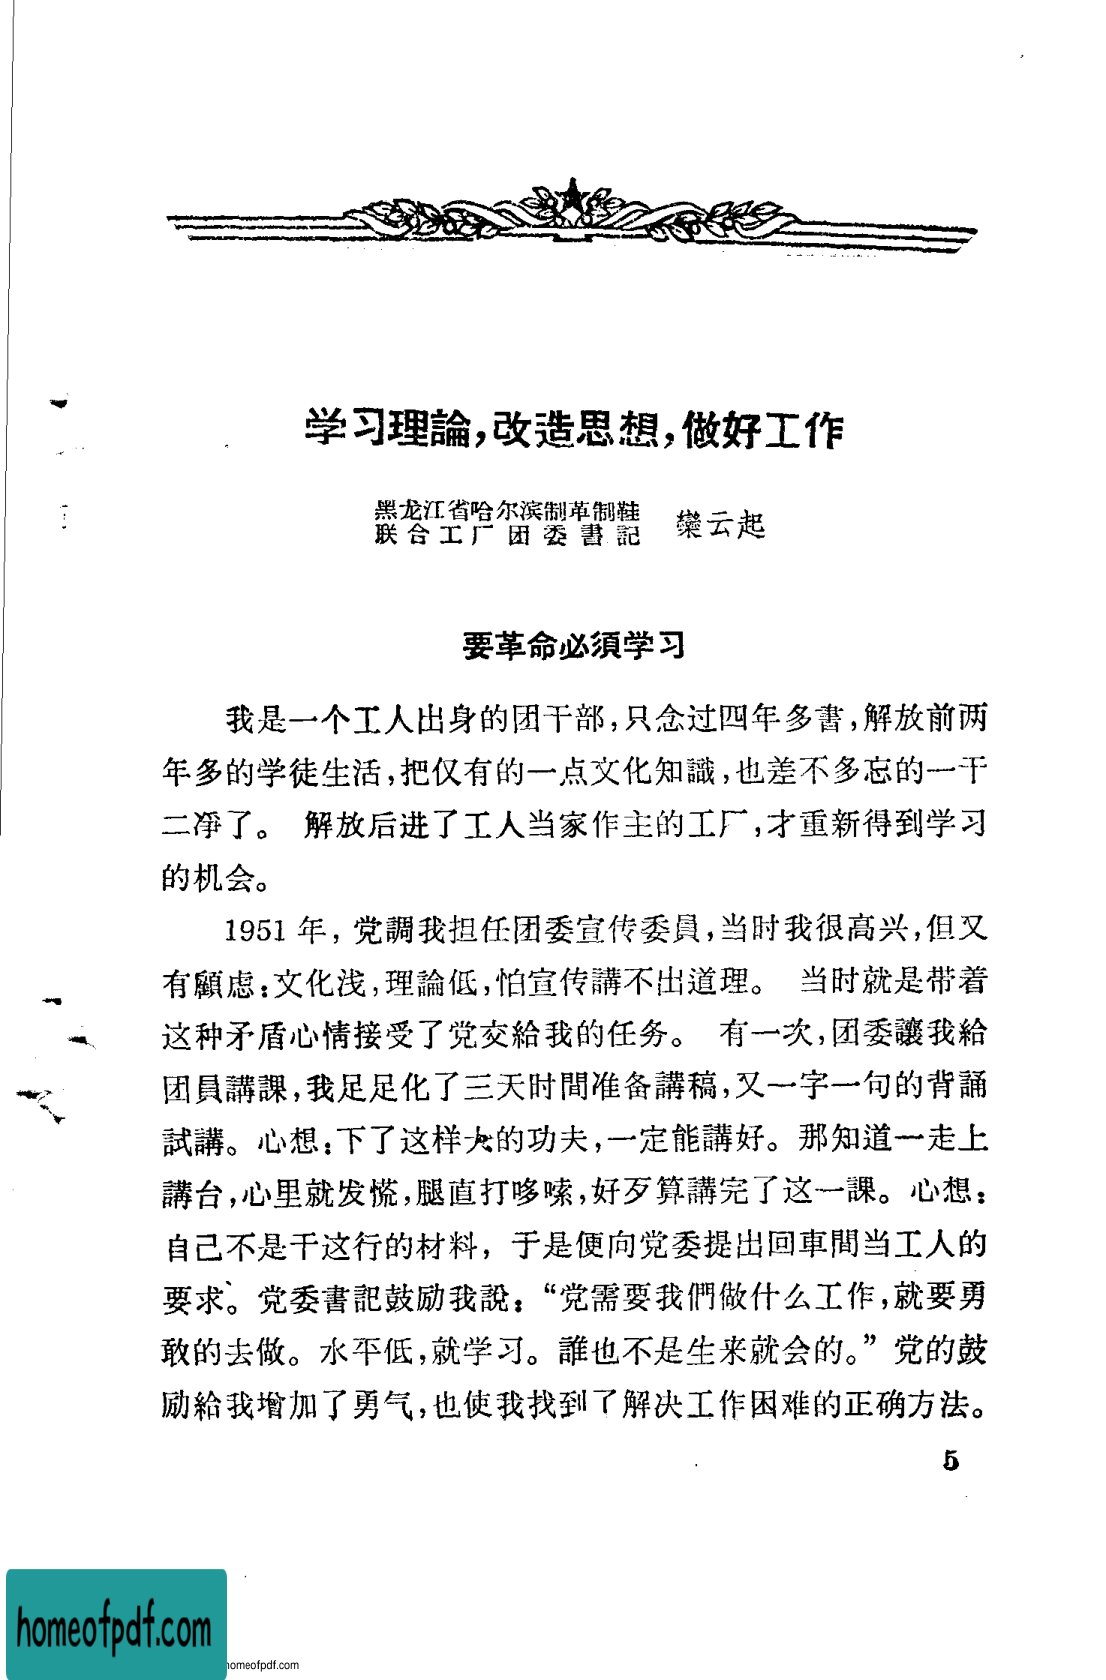 学习理論,改造思想,做好工作
黑龙江省哈尔滨制革制鞋
联合工厂团委書記 欒云起
要革命必須学习
我是一个工人出身的团干部,只念过四年多書,解放前两
年多的学徒生活,把仅有的一点文化知識,也差不多忘的一干
二凈了。 解放后进了工人当家作主的工厂,才重新得到学习
的机会。
1951年, 党調我担任团委宣传委員,当时我很高兴,但又
有顧虑:文化浅,理論低,怕宣传講不出道理。 当时就是带着
这种矛盾心情接受了党交給我的任务。 有一次,团委讓我給
团員講課,我足足化了三天时間准备講稿,又一字一句的背誦
試講。心想:下了这样大的功夫,一定能講好。那知道一走上
講台,心里就发慌,腿直打哆嗦,好歹算講完了这一課。心想:
自己不是干这行的材料, 于是便向党委提出回車間当工人的
要求。党委書記鼓励我說:“党需要我們做什么工作,就要勇
敢的去做。水平低,就学习。誰也不是生来就会的。”党的鼓
励給我增加了勇气,也使我找到了解决工作困难的正确方法。
5
homeofpdf.com
homeofpdf.com